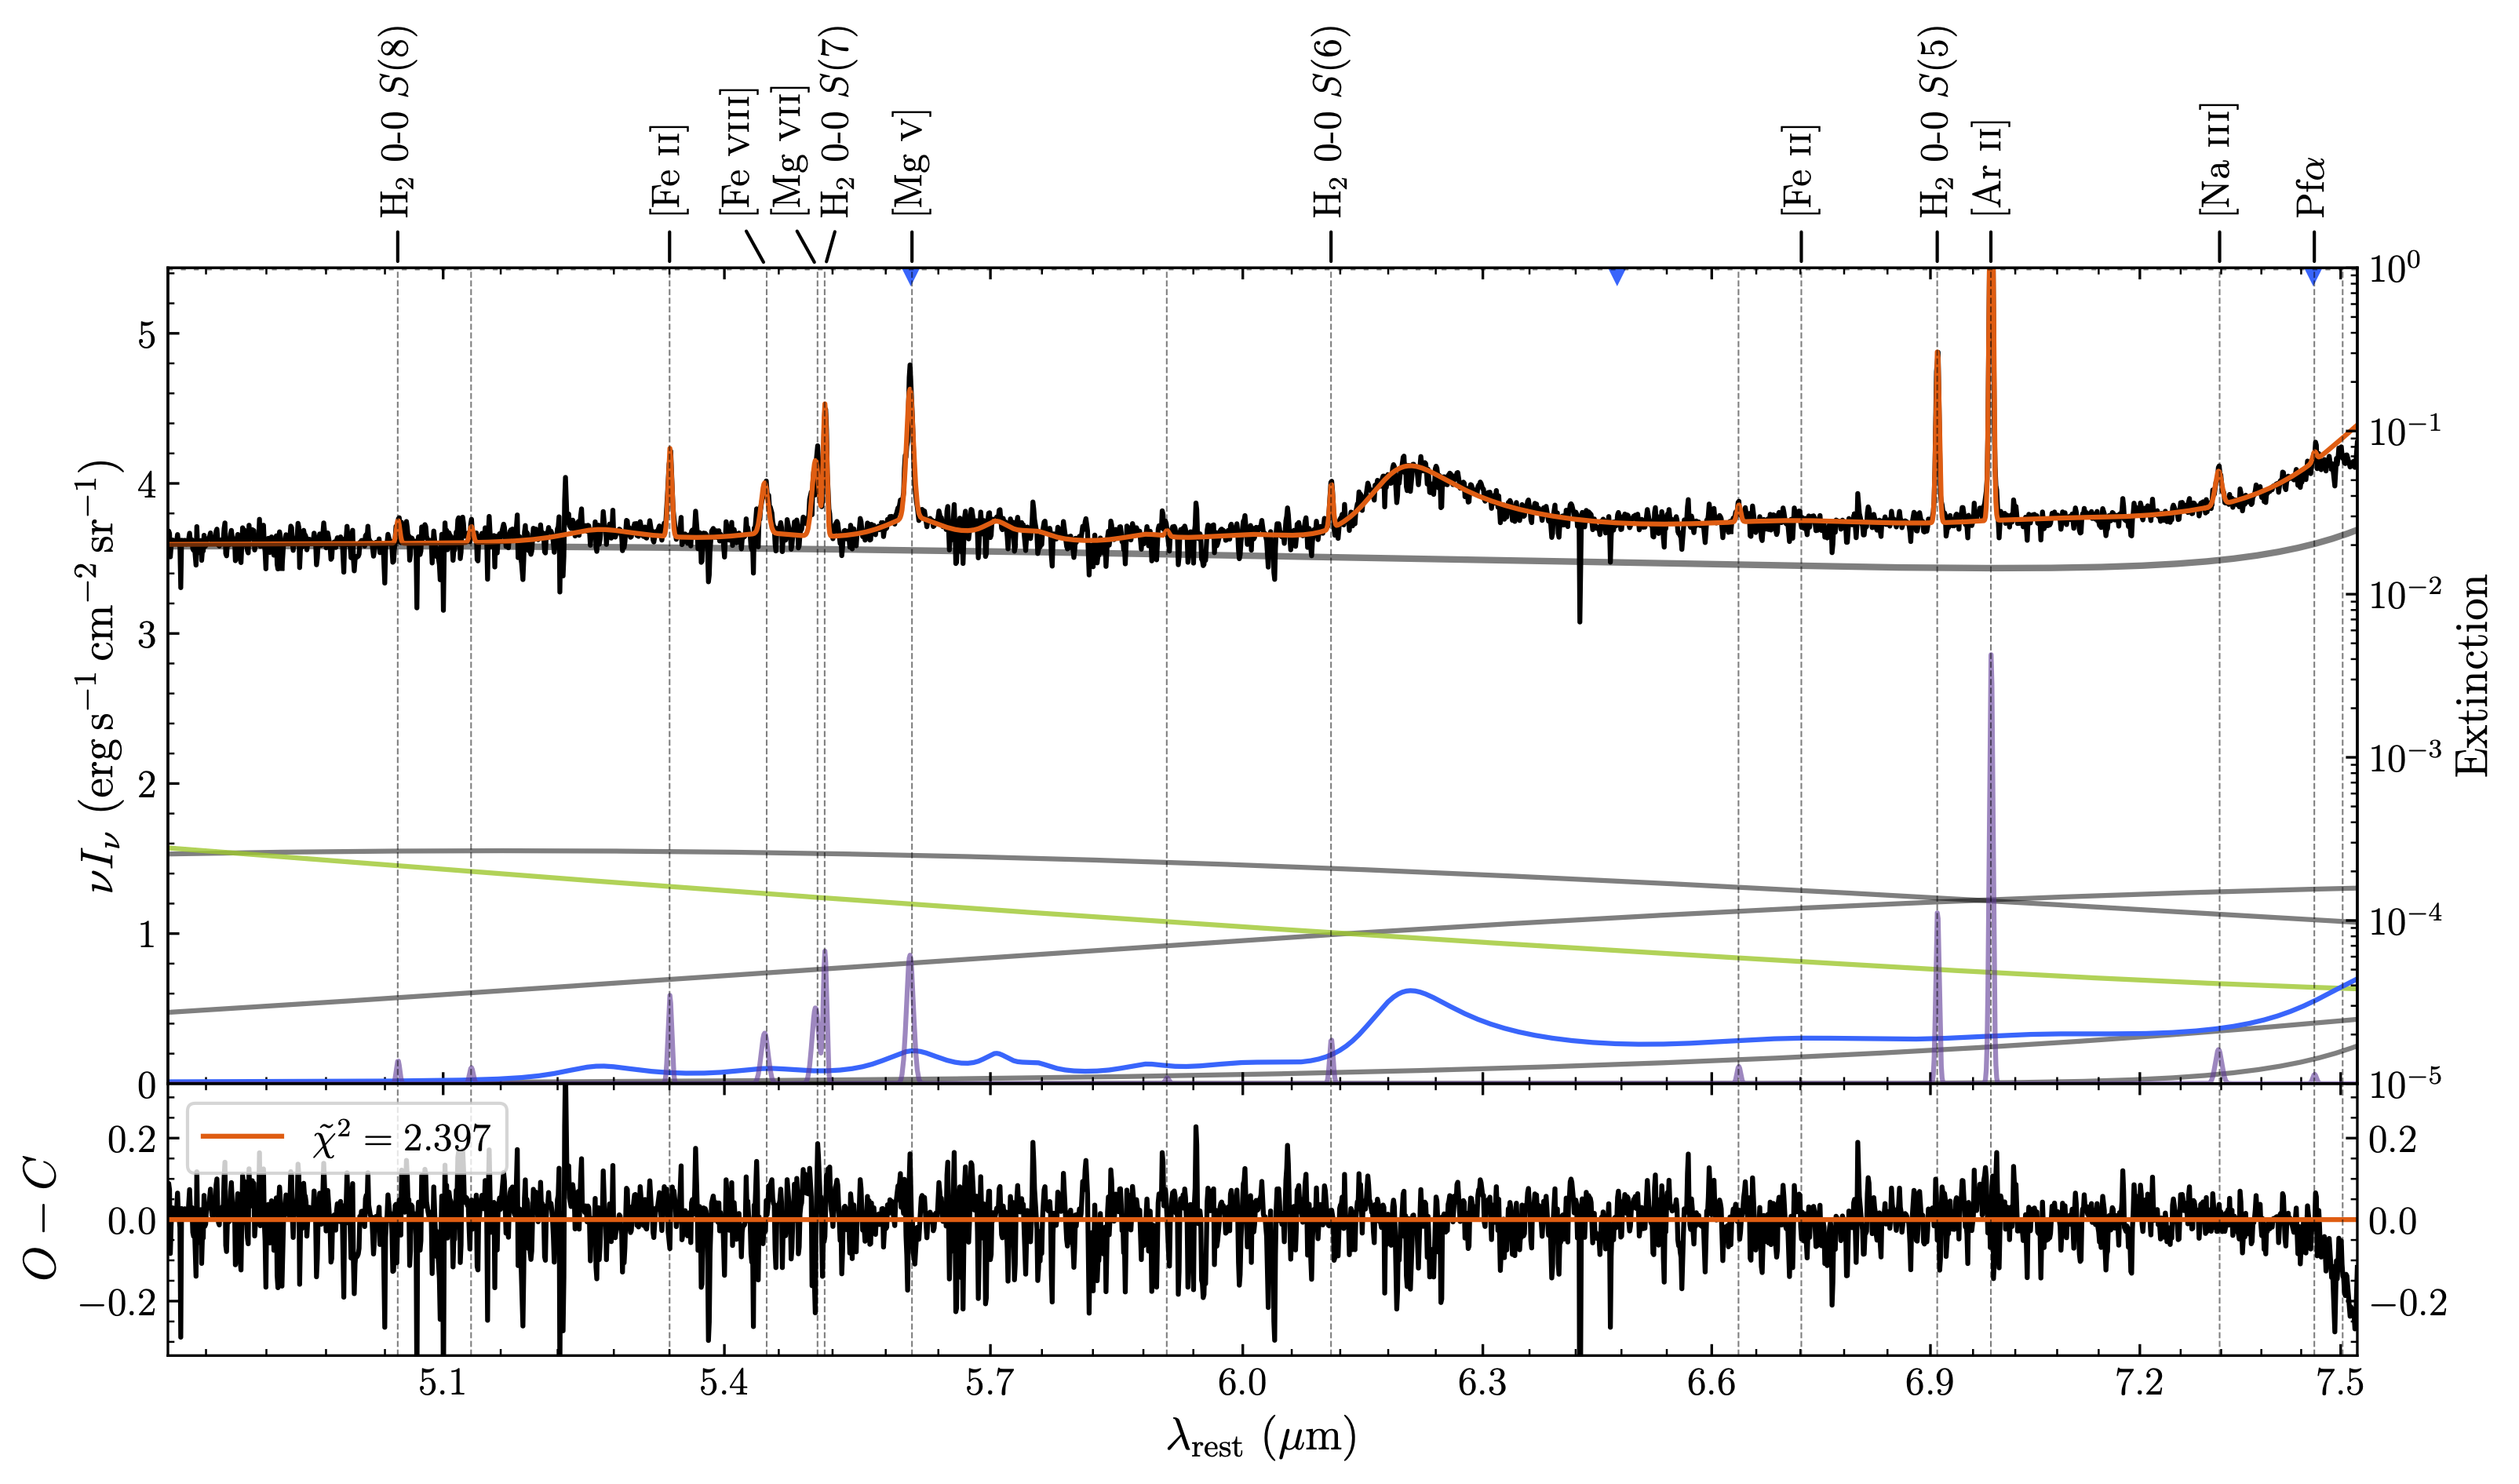 H₂ 0-0 S(8)
[Fe II]
[Fe VIII]
[Mg VII]
H₂ 0-0 S(7)
[Mg V]
H₂ 0-0 S(6)
[Fe II]
H₂ 0-0 S(5)
[Ar II]
[Na III]
Pfα
5
4
3
2
1
0
νI_ν (erg s⁻¹ cm⁻² sr⁻¹)
10⁰
10⁻¹
10⁻²
10⁻³
10⁻⁴
10⁻⁵
Extinction
χ̃² = 2.397
0.2
0.0
−0.2
O − C
0.2
0.0
−0.2
5.1 5.4 5.7 6.0 6.3 6.6 6.9 7.2 7.5
λ_rest (μm)